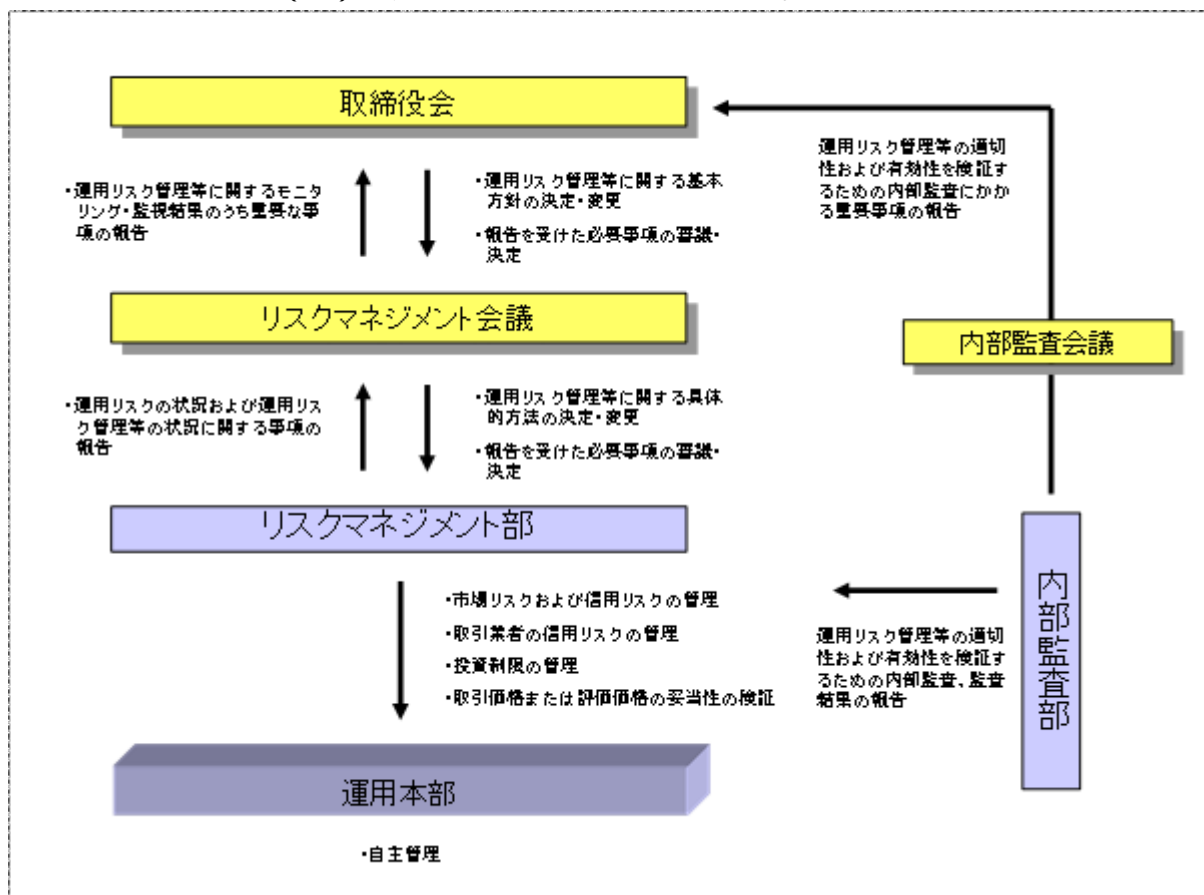 取締役会
・運用リスク管理等に関するモニタ
リング・監視結果のうち重要な事
項の報告
・運用リスク管理等に関する基本
方針の決定・変更
・報告を受けた必要事項の審議・
決定
運用リスク管理等の適切
性および有効性を検証す
るための内部監査にかか
る重要事項の報告
リスクマネジメント会議
内部監査会議
・運用リスクの状況および運用リス
ク管理等の状況に関する事項の
報告
・運用リスク管理等に関する具体
的方法の決定・変更
・報告を受けた必要事項の審議・
決定
リスクマネジメント部
内部監査部
・市場リスクおよび信用リスクの管理
・取引業者の信用リスクの管理
・投資制限の管理
・取引価格または評価価格の妥当性の検証
運用リスク管理等の適切
性および有効性を検証す
るための内部監査、監査
結果の報告
運用本部
・自主管理